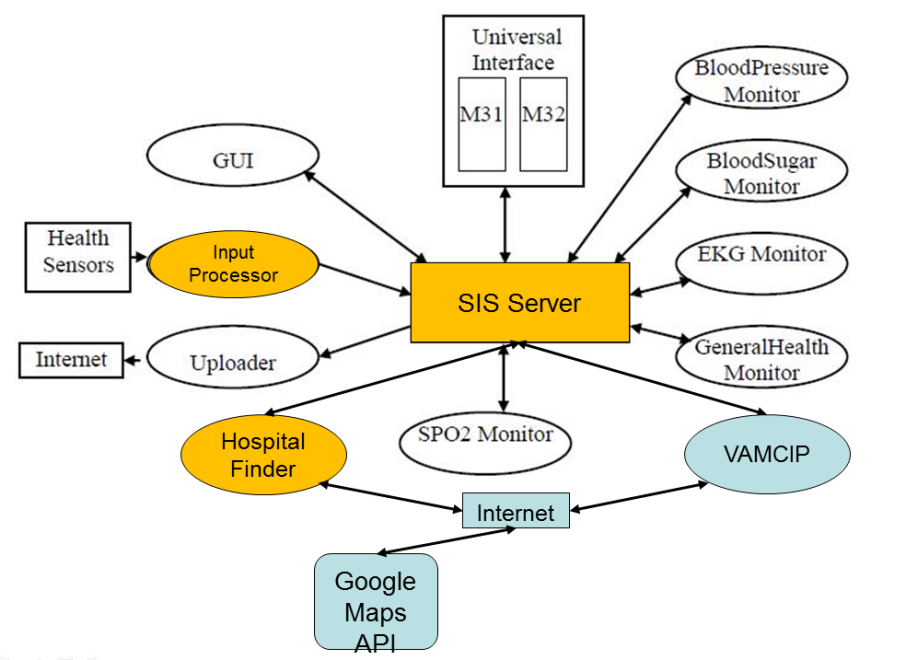 Universal
Interface
M31 M32
BloodPressure
Monitor
GUI
BloodSugar
Monitor
Health
Sensors
Input
Processor
EKG Monitor
SIS Server
Internet
Uploader
GeneralHealth
Monitor
Hospital
Finder
SPO2 Monitor
VAMCIP
Internet
Google
Maps
API